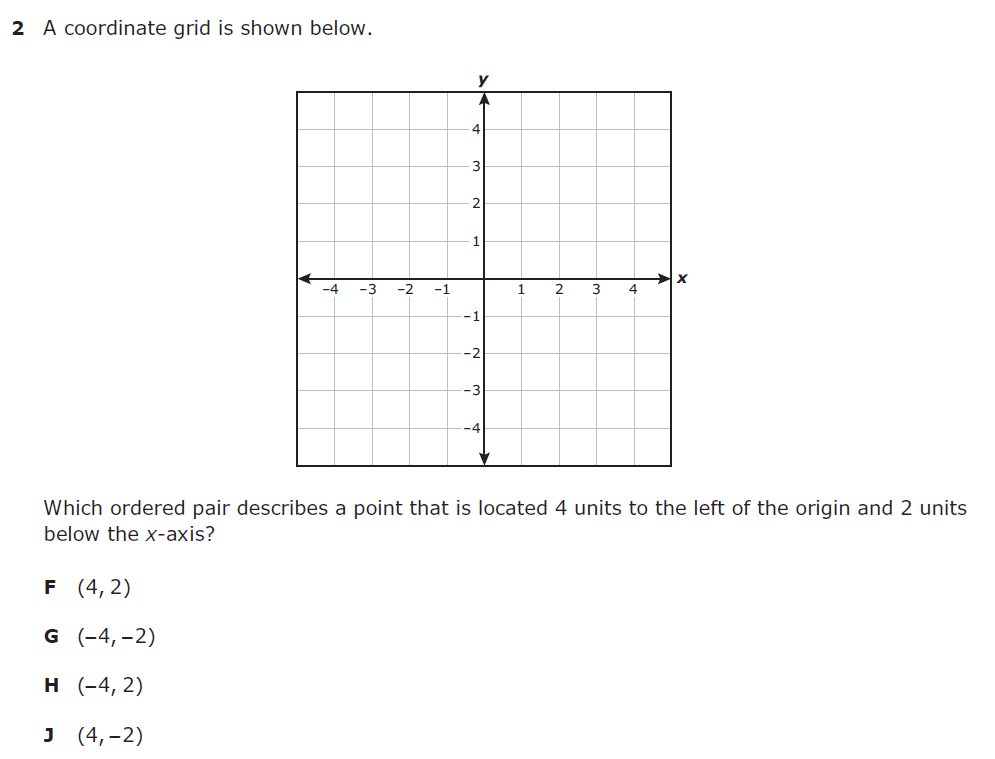 2 A coordinate grid is shown below.
y
4
3
2
1
x
–4 –3 –2 –1 1 2 3 4
–1
–2
–3
–4
Which ordered pair describes a point that is located 4 units to the left of the origin and 2 units
below the x-axis?
F (4, 2)
G (–4, –2)
H (–4, 2)
J (4, –2)